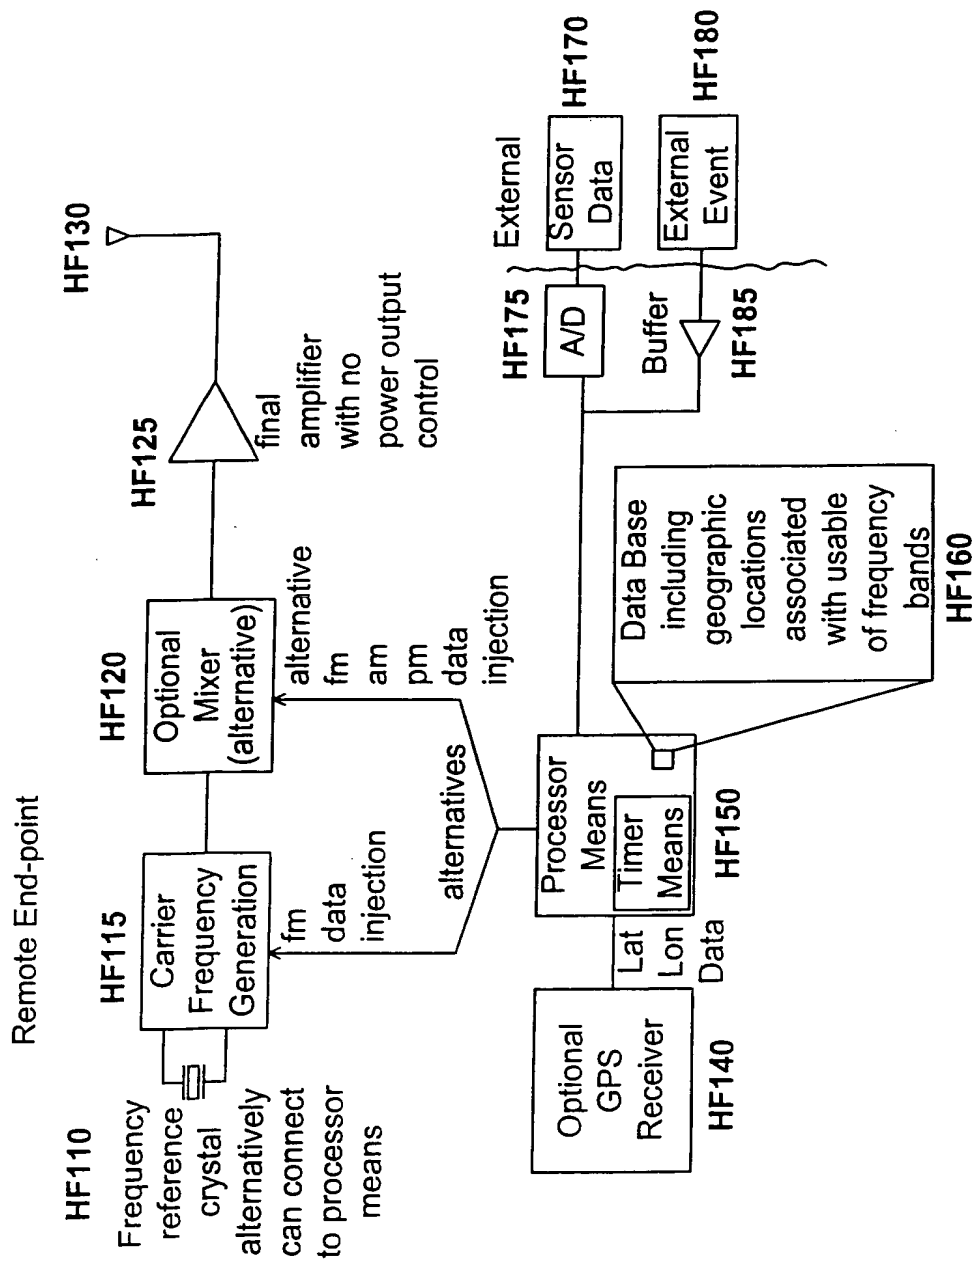 Remote End-point
HF110
Frequency
reference
crystal
alternatively
can connect
to processor
means
HF115
Carrier
Frequency
Generation
fm
data
injection
HF120
Optional
Mixer
(alternative)
alternative
fm
am
pm
data
injection
alternatives
HF125
final
amplifier
with no
power output
control
HF130
Optional
GPS
Receiver
HF140
Lat
Lon
Data
Processor
Means
Timer
Means
HF150
Data Base
including
geographic
locations
associated
with usable
of frequency
bands
HF160
HF175
A/D
Buffer
HF185
External
Sensor
Data
HF170
External
Event
HF180